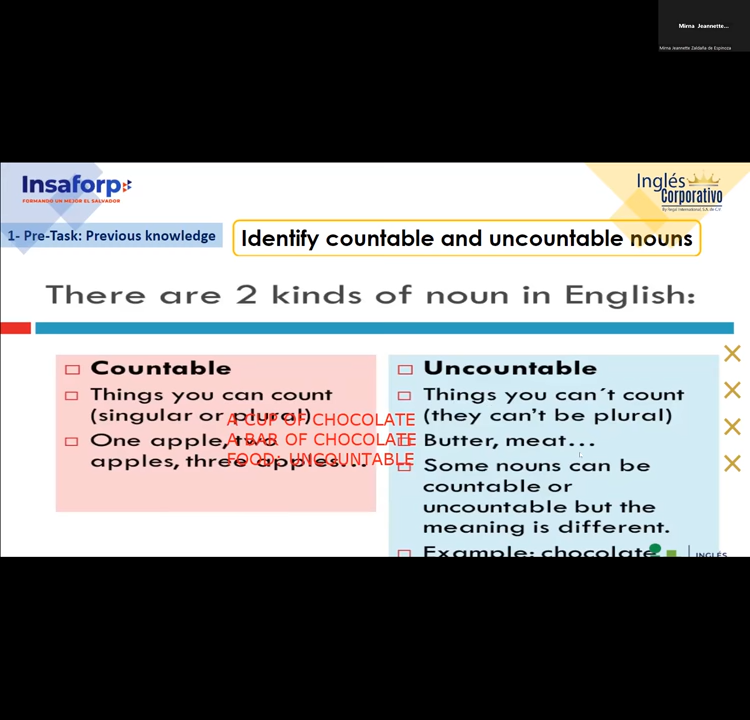 Mirna Jeannette...
Mirna Jeannette Zaldaña de Espinoza
Insaforp
FORMANDO UN MEJOR EL SALVADOR
Inglés
Corporativo
1- Pre-Task: Previous knowledge
Identify countable and uncountable nouns
There are 2 kinds of noun in English:
Countable
Things you can count
(singular or plural)
One apple, two
apples, three apples...
A CUP OF CHOCOLATE
A BAR OF CHOCOLATE
FOOD: UNCOUNTABLE
Uncountable
Things you can´t count
(they can't be plural)
Butter, meat...
Some nouns can be
countable or
uncountable but the
meaning is different.
Example: chocolate
INGLÉS